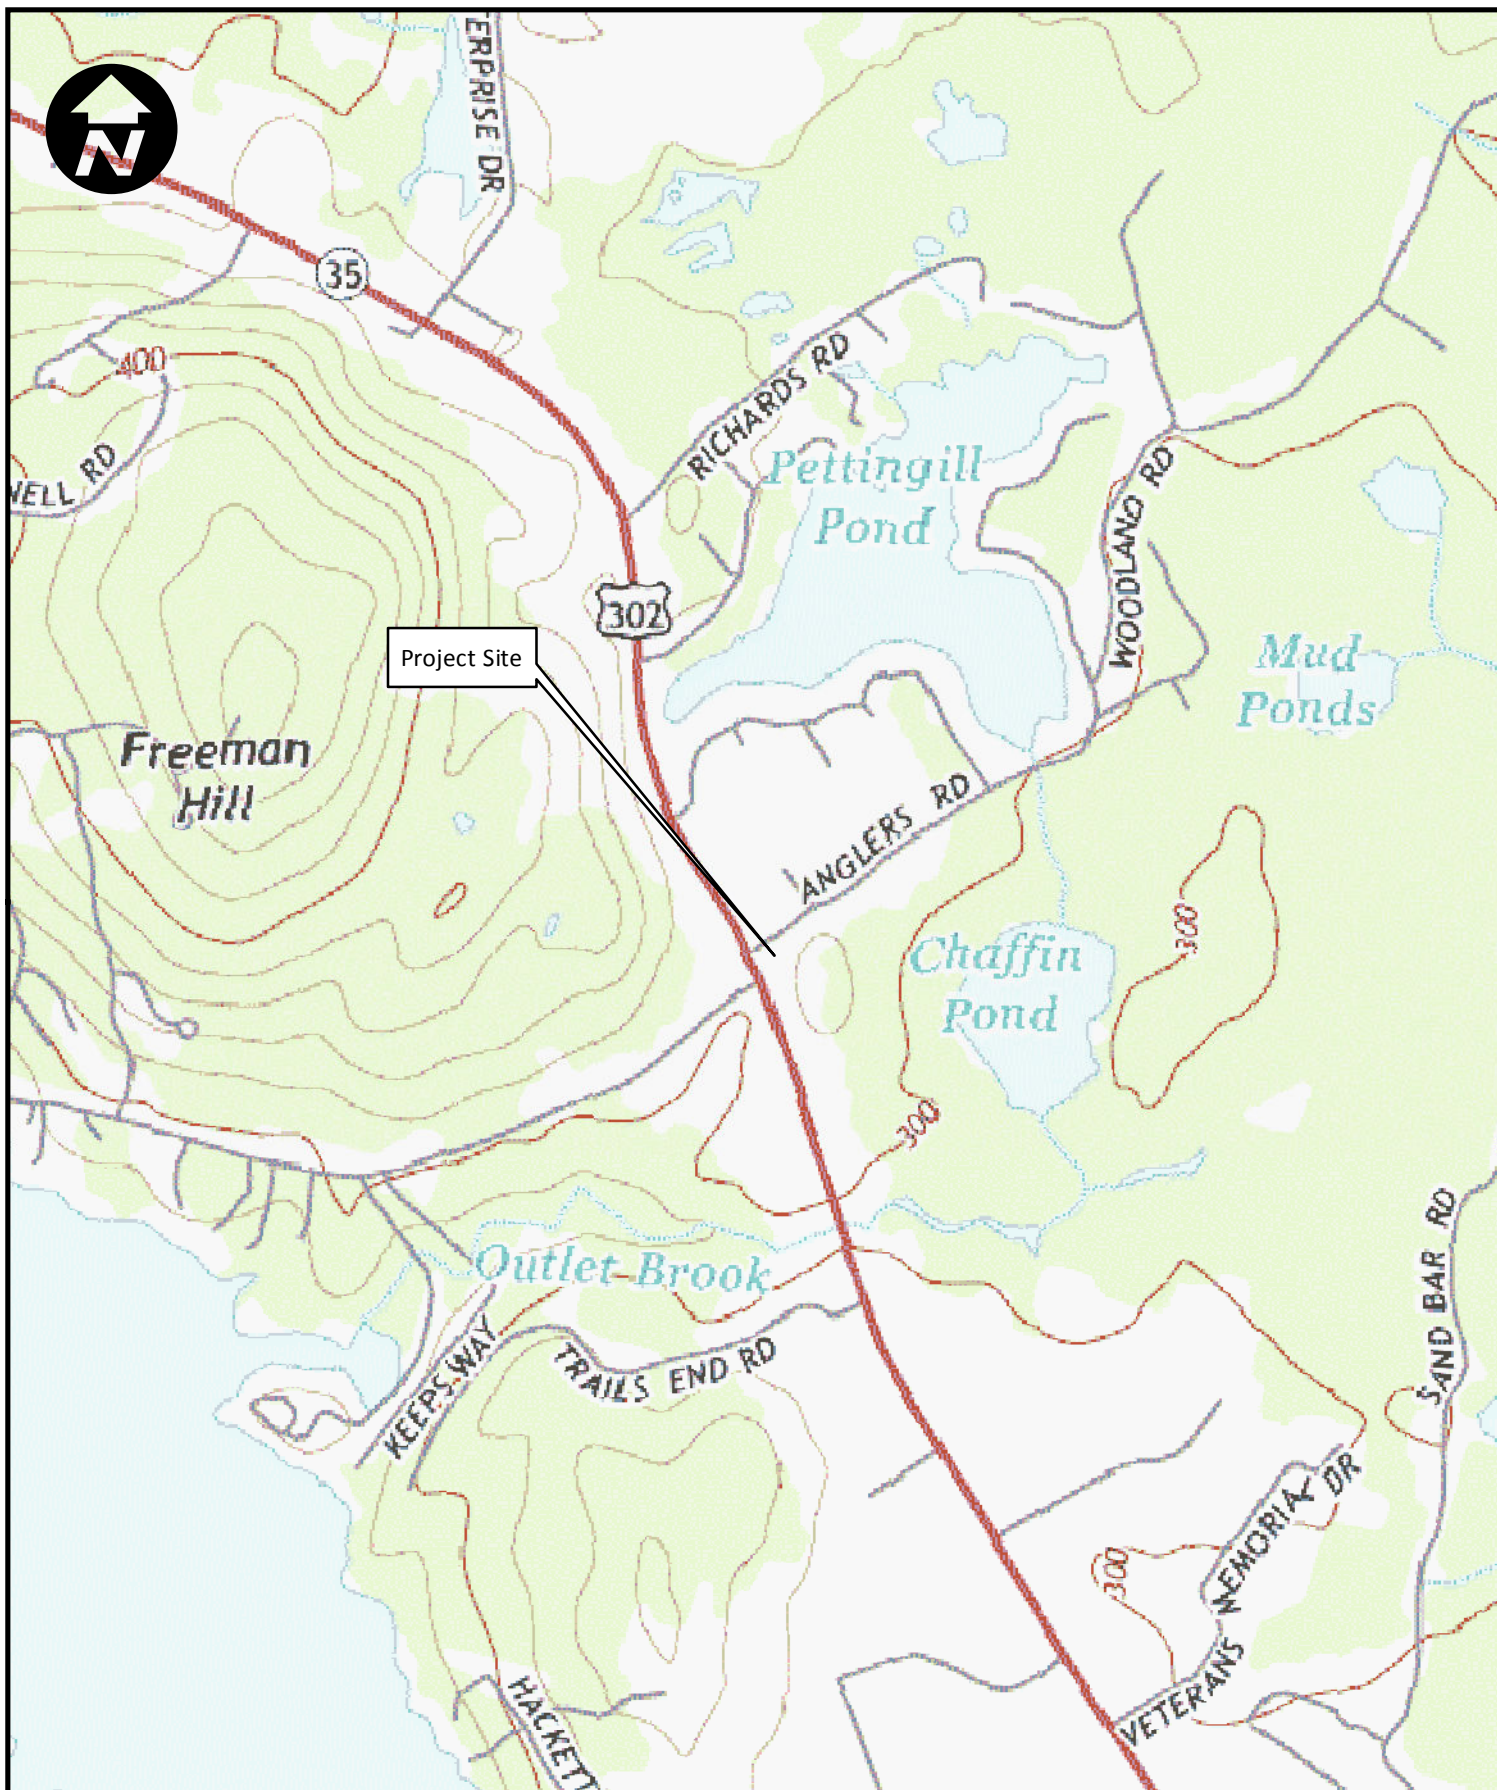 ERPRISE DR
N
35
400
RICHARDS RD
NELL RD
Pettingill
Pond
WOODLAND RD
302
Project Site
Mud
Ponds
Freeman
Hill
ANGLERS RD
300
Chaffin
Pond
300
Outlet Brook
SAND BAR RD
KEEPS WAY
TRAILS END RD
300
VETERANS MEMORIAL DR
HACKETT